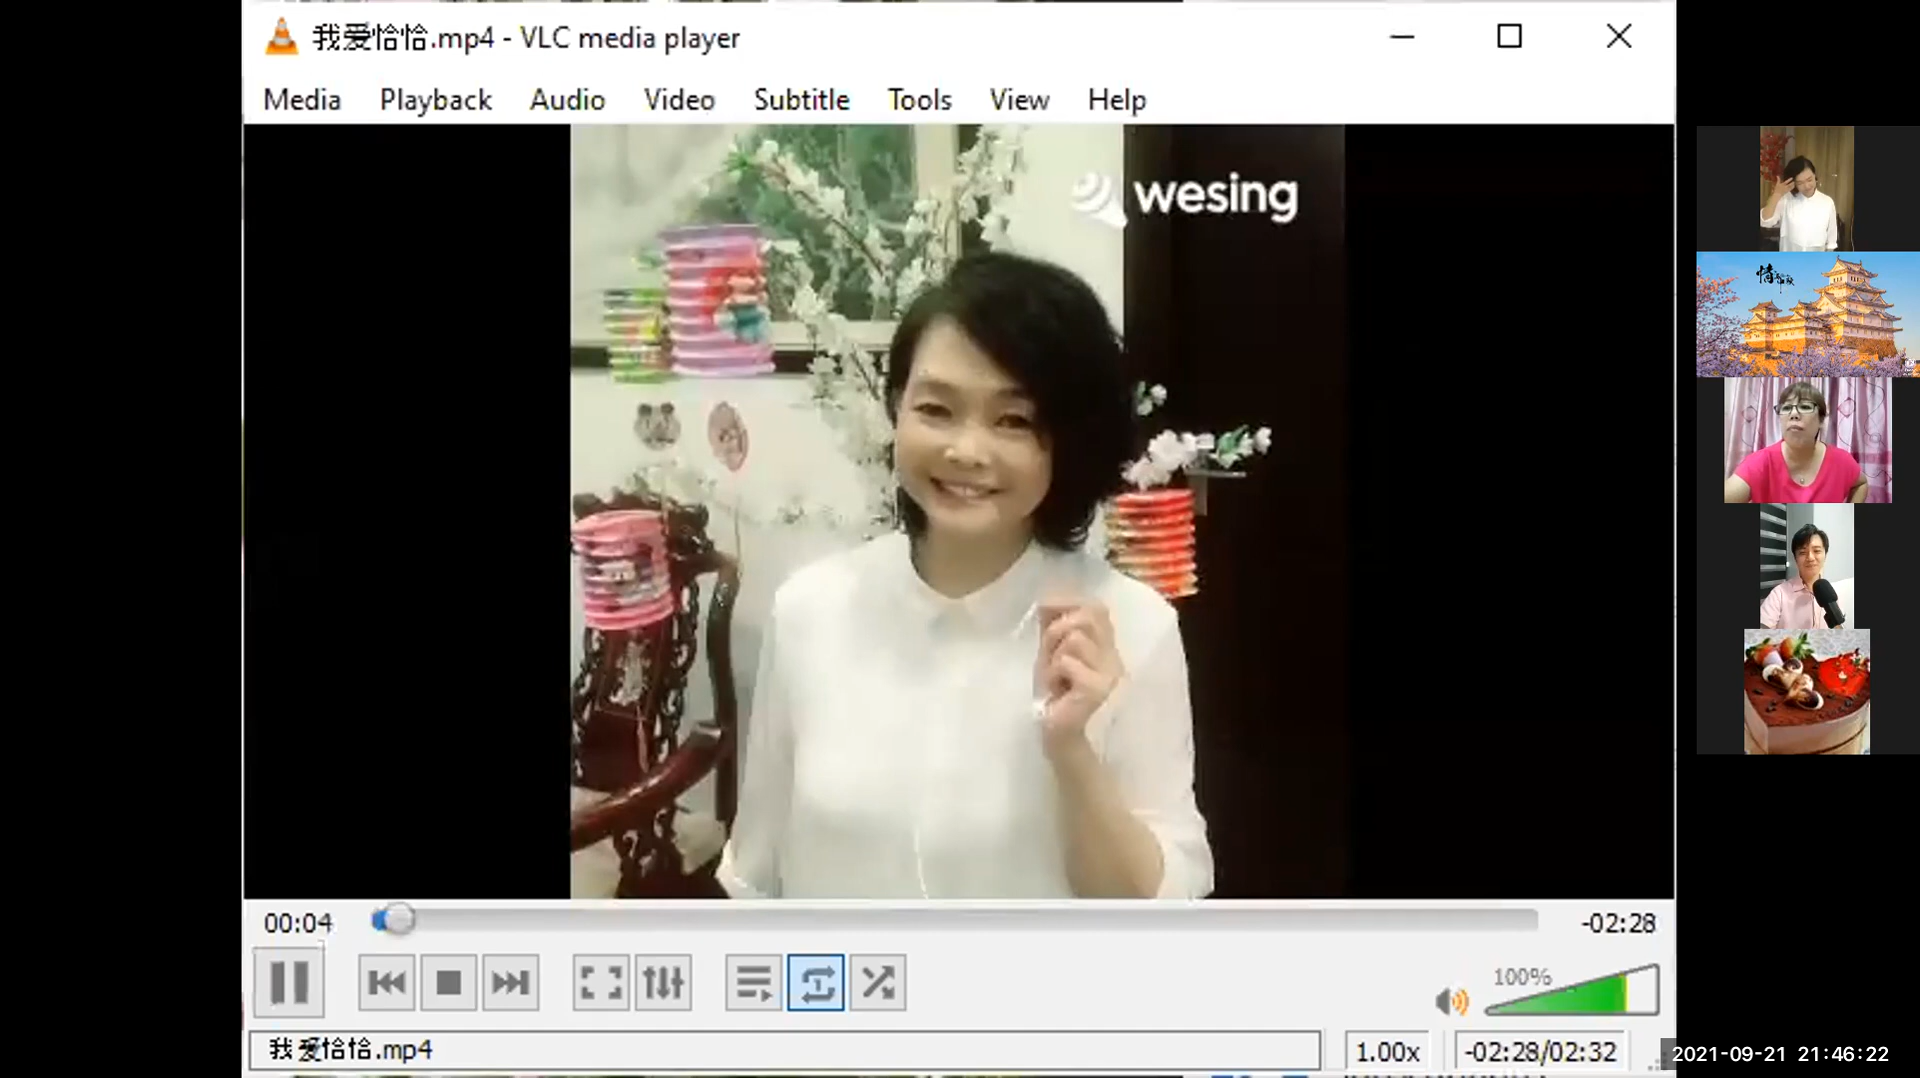 我爱恰恰.mp4 - VLC media player
Media Playback Audio Video Subtitle Tools View Help
wesing
00:04
-02:28
100%
我爱恰恰.mp4
1.00x
-02:28/02:32
2021-09-21 21:46:22